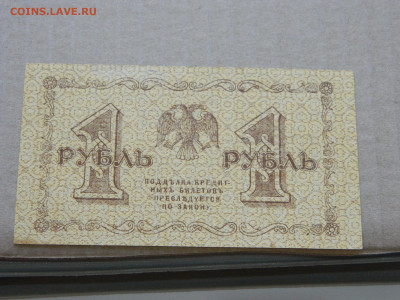 COINS.LAVE.RU
1 1
РУБЛЬ РУБЛЬ
ПОДДѢЛКА КРЕДИТ-
НЫХЪ БИЛЕТОВЪ
ПРЕСЛѢДУЕТСЯ
ПО ЗАКОНУ.